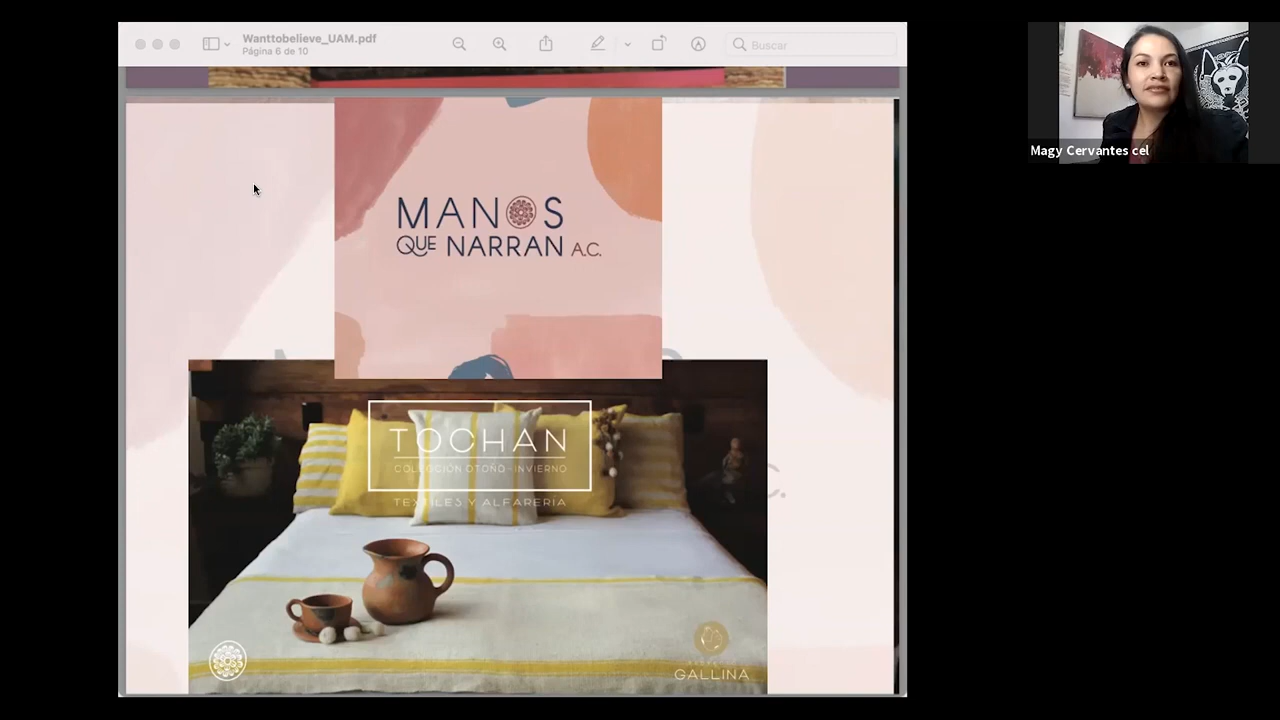 Wanttobelieve_UAM.pdf
Página 6 de 10
Buscar
MANOS
QUE NARRAN A.C.
TOCHAN
COLECCIÓN OTOÑO-INVIERNO
TEXTILES Y ALFARERÍA
GALLINA
Magy Cervantes cel